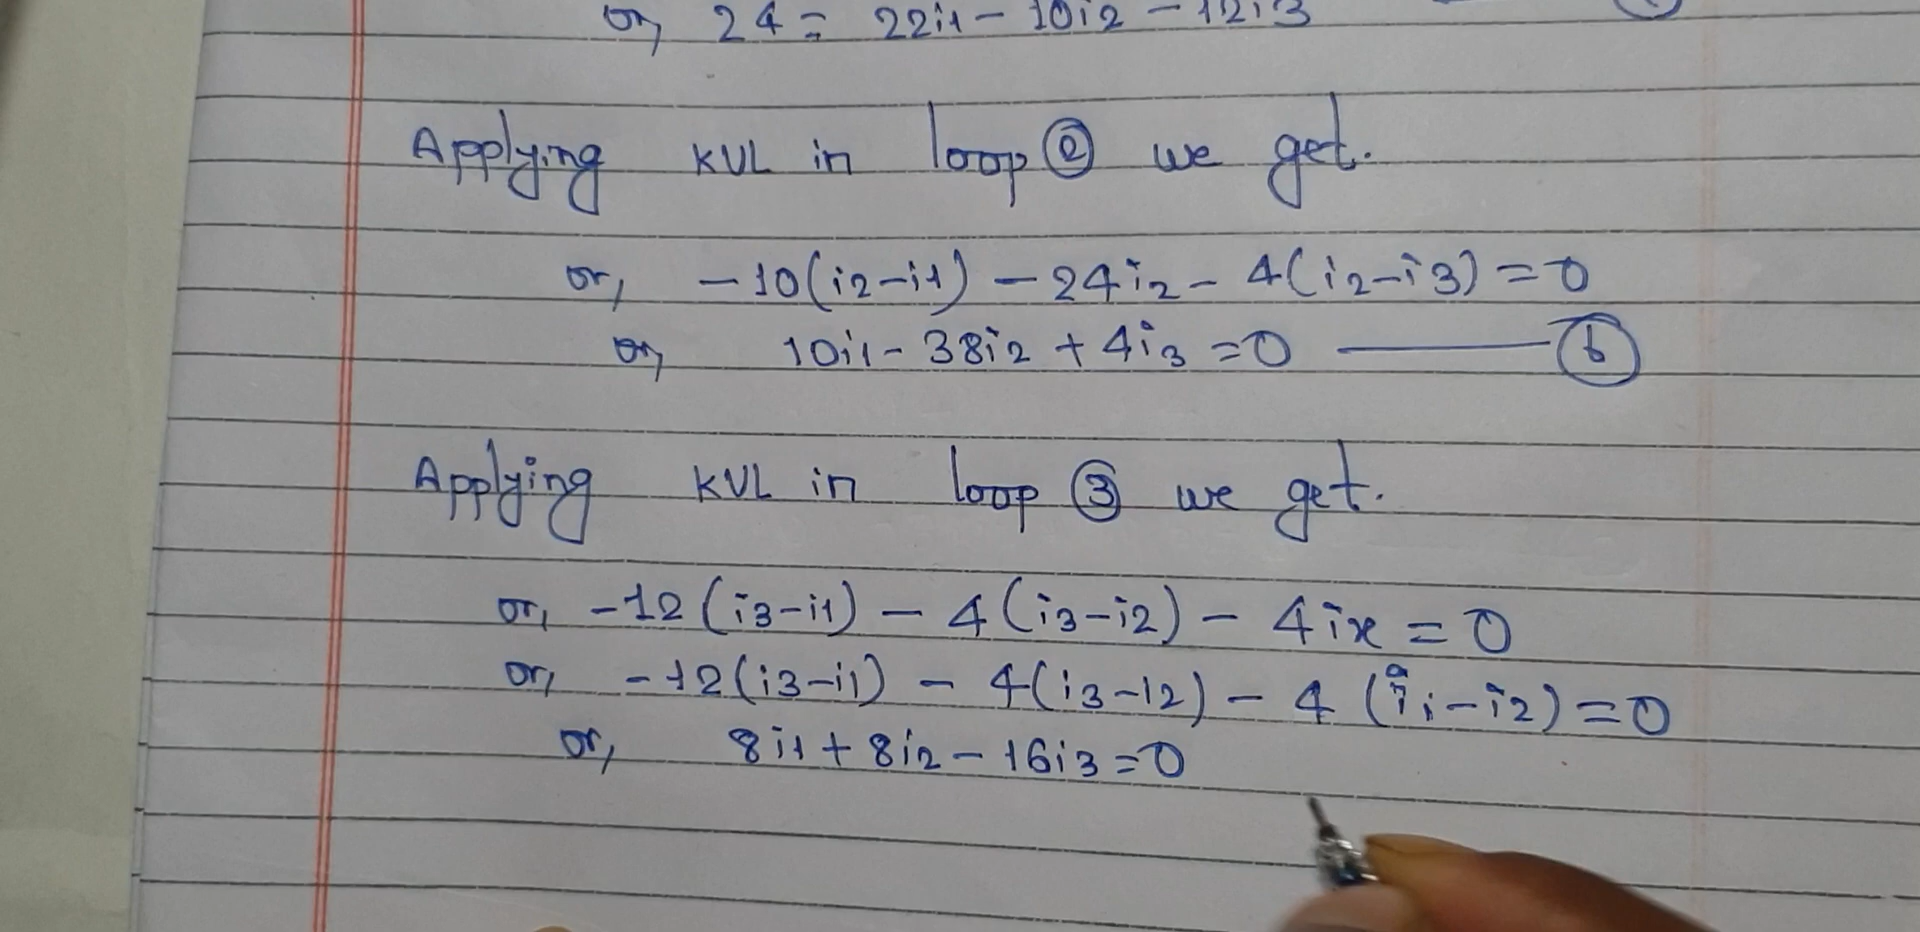 or, 24 = 22i1 - 10i2 - 12i3
Applying KVL in loop ② we get.
or, -10(i2-i1) - 24i2 - 4(i2-i3) = 0
or, 10i1 - 38i2 + 4i3 = 0 ——— ⓑ
Applying KVL in loop ③ we get.
or, -12(i3-i1) - 4(i3-i2) - 4ix = 0
or, -12(i3-i1) - 4(i3-12) - 4(i1-i2) = 0
or, 8i1 + 8i2 - 16i3 = 0